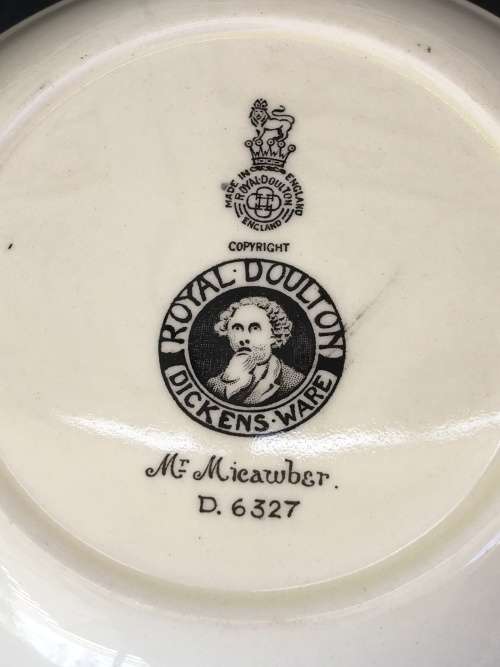 MADE IN ENGLAND
ROYAL·DOULTON
ENGLAND
COPYRIGHT
ROYAL·DOULTON
DICKENS·WARE
Mr Micawber.
D. 6327